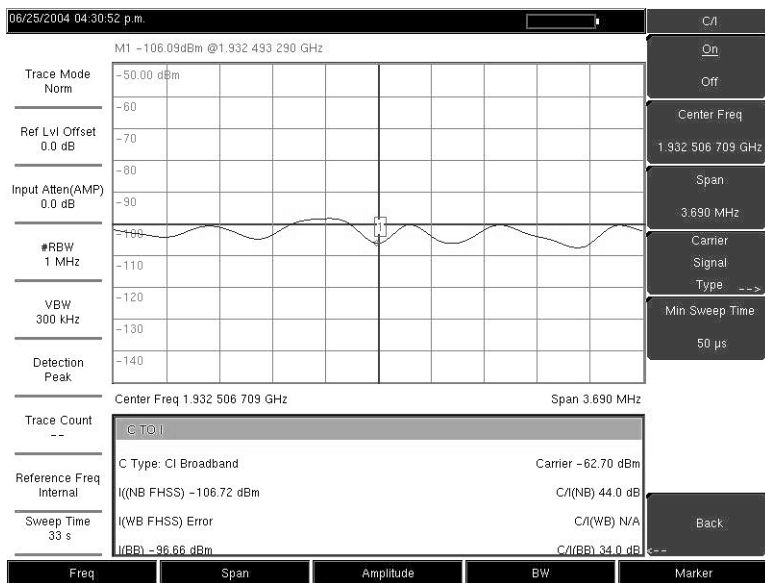 06/25/2004 04:30:52 p.m.
C/I
M1 -106.09dBm @1.932 493 290 GHz
On
Off
Trace Mode
Norm
-50.00 dBm
-60
-70
-80
-90
-100
-110
-120
-130
-140
1
Ref Lvl Offset
0.0 dB
Input Atten(AMP)
0.0 dB
#RBW
1 MHz
VBW
300 kHz
Detection
Peak
Trace Count
--
Reference Freq
Internal
Sweep Time
33 s
Center Freq
1.932 506 709 GHz
Span
3.690 MHz
Carrier
Signal
Type -->
Min Sweep Time
50 µs
Center Freq 1.932 506 709 GHz Span 3.690 MHz
C TO I
C Type: CI Broadband Carrier -62.70 dBm
I((NB FHSS) -106.72 dBm C/I(NB) 44.0 dB
I(WB FHSS) Error C/I(WB) N/A
I(BB) -96.66 dBm C/I(BB) 34.0 dB
Back
<--
Freq Span Amplitude BW Marker